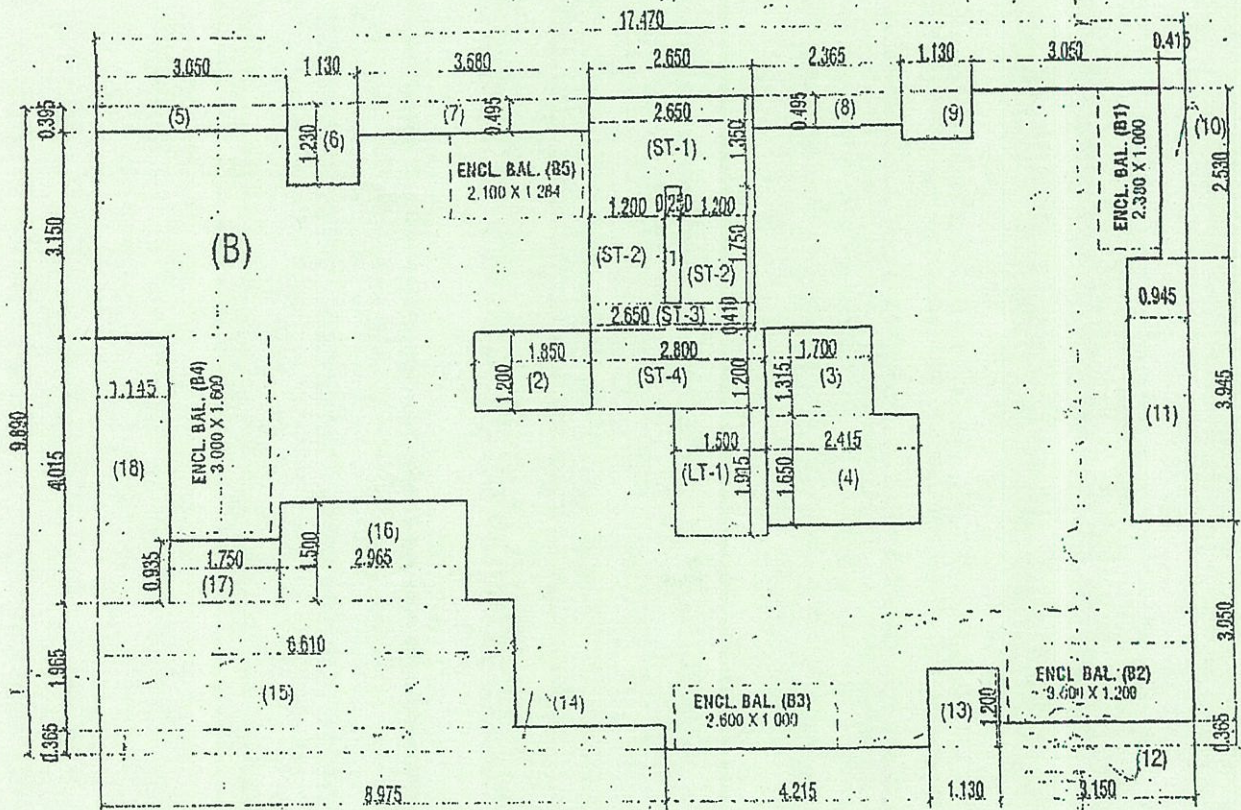 17.470
3.050 1.130 3.680 2.650 2.365 1.130 3.050 0.415
(5) (7) 0.495 2.650 0.495 (8) (9) (10)
0.395 1.230 (6) (ST-1) 1.350
ENCL. BAL. (B5)
2.100 X 1.284
ENCL. BAL. (B1)
2.380 X 1.000
2.530
1.200 0.250 1.200
3.150
(B)
(ST-2) (ST-2) 1.750
2.650 (ST-3) 0.410
0.945
1.850 2.800 1.700
1.200 (2) (ST-4) 1.200 1.315 (3)
1.145
ENCL. BAL. (B4)
3.000 X 1.600
9.890
4.015
3.945
(11)
1.500 2.415
(18) (LT-1) 1.915 1.650 (4)
(16)
0.935 1.750 1.500 2.965
(17)
6.610
1.965
(15) (14)
ENCL. BAL. (B3)
2.600 X 1.000
(13) 1.200
ENCL. BAL. (B2)
X 1.200
3.050
0.365 0.365
(12)
8.975 4.215 1.130 3.150